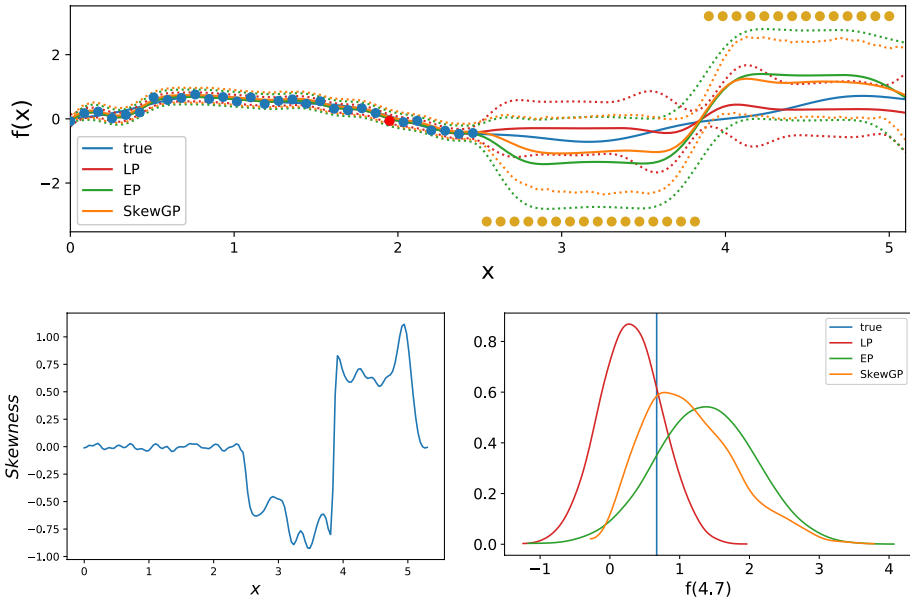 2
0
−2
f(x)
true
LP
EP
SkewGP
0 1 2 3 4 5
x
1.00
0.75
0.50
0.25
0.00
−0.25
−0.50
−0.75
−1.00
Skewness
0 1 2 3 4 5
x
0.8
0.6
0.4
0.2
0.0
true
LP
EP
SkewGP
−1 0 1 2 3 4
f(4.7)